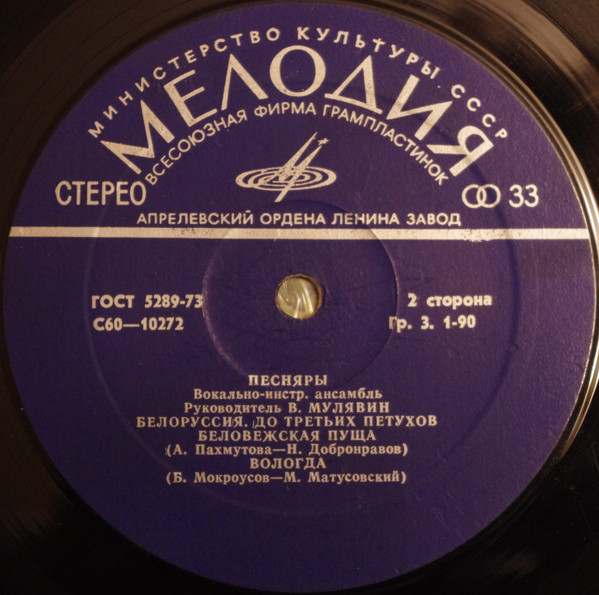 МИНИСТЕРСТВО КУЛЬТУРЫ СССР
МЕЛОДИЯ
ВСЕСОЮЗНАЯ ФИРМА ГРАМПЛАСТИНОК
СТЕРЕО
33
АПРЕЛЕВСКИЙ ОРДЕНА ЛЕНИНА ЗАВОД
ГОСТ 5289-73
2 сторона
С60—10272
Гр. 3. 1-90
ПЕСНЯРЫ
Вокально-инстр. ансамбль
Руководитель В. МУЛЯВИН
БЕЛОРУССИЯ. ДО ТРЕТЬИХ ПЕТУХОВ
БЕЛОВЕЖСКАЯ ПУЩА
(А. Пахмутова—Н. Добронравов)
ВОЛОГДА
(Б. Мокроусов—М. Матусовский)